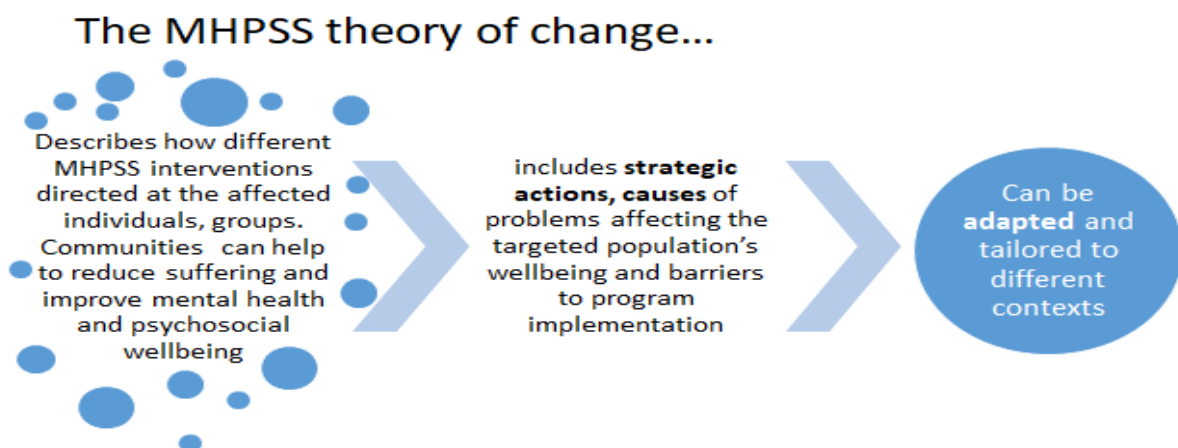 The MHPSS theory of change...
Describes how different
MHPSS interventions
directed at the affected
individuals, groups.
Communities can help
to reduce suffering and
improve mental health
and psychosocial
wellbeing
includes strategic
actions, causes of
problems affecting the
targeted population's
wellbeing and barriers
to program
implementation
Can be
adapted and
tailored to
different
contexts